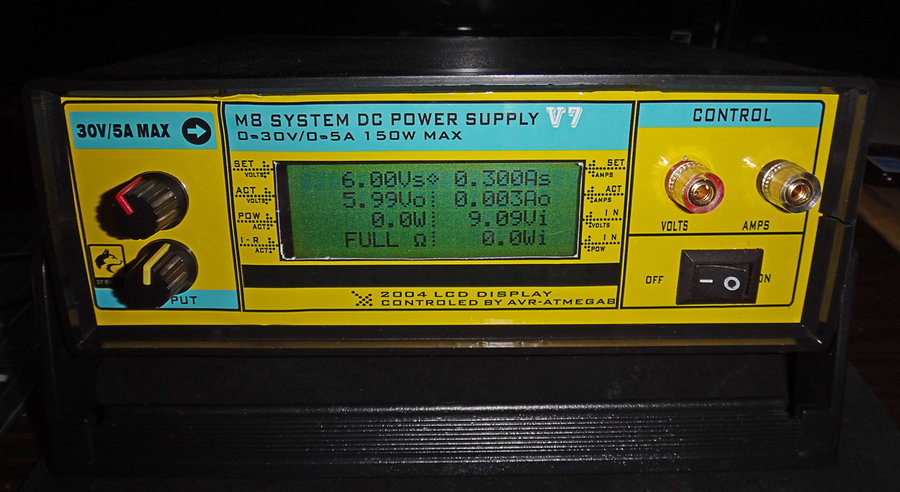 30V/5A MAX
M8 SYSTEM DC POWER SUPPLY V7
0-30V/0-5A 150W MAX
CONTROL
SET
VOLTS
ACT
VOLTS
POW
ACT
I-R
ACT
6.00Vs 0.300As
5.99Vo 0.003Ao
0.0W 9.09Vi
FULL Ω 0.0Wi
SET
AMPS
ACT
AMPS
IN
VOLTS
IN
POW
VOLTS
AMPS
OFF
ON
PUT
2004 LCD DISPLAY
CONTROLED BY AVR-ATMEGA8